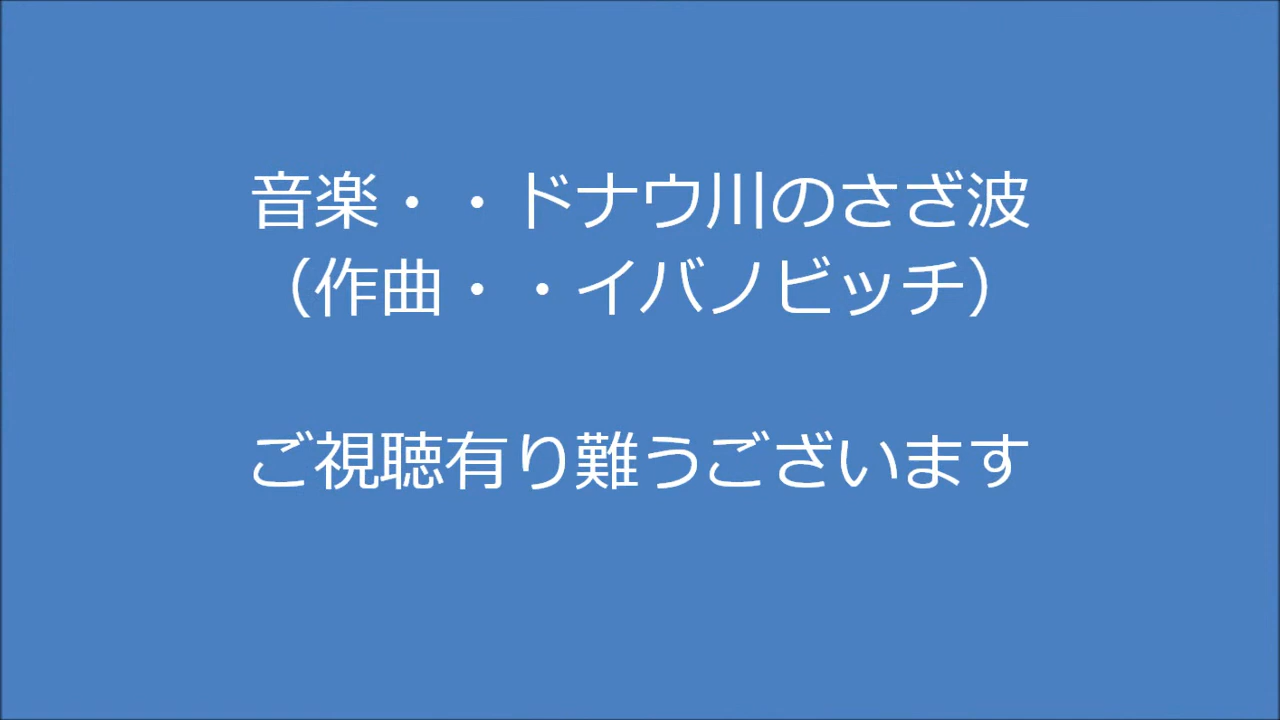 音楽・・ドナウ川のさざ波
（作曲・・イバノビッチ）
ご視聴有り難うございます